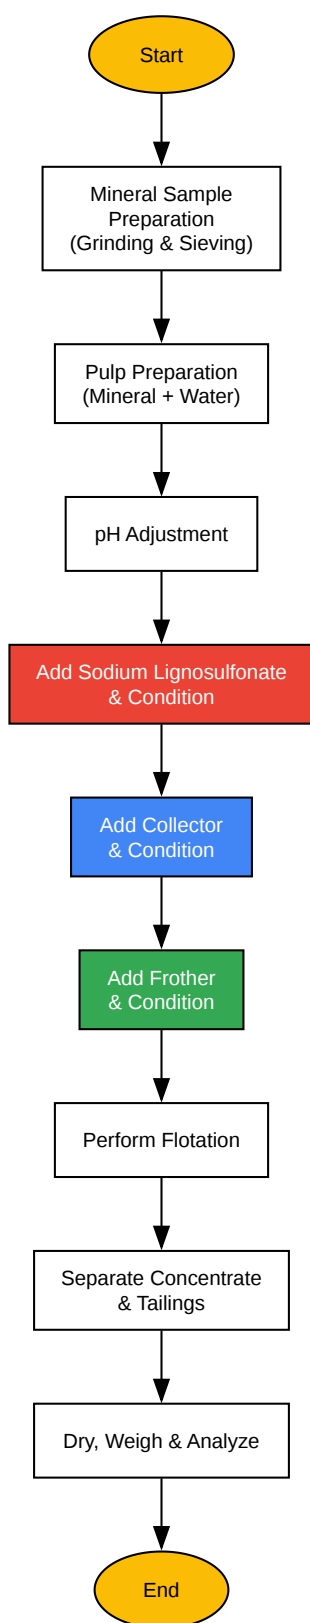 Start
Mineral Sample
Preparation
(Grinding & Sieving)
Pulp Preparation
(Mineral + Water)
pH Adjustment
Add Sodium Lignosulfonate
& Condition
Add Collector
& Condition
Add Frother
& Condition
Perform Flotation
Separate Concentrate
& Tailings
Dry, Weigh & Analyze
End